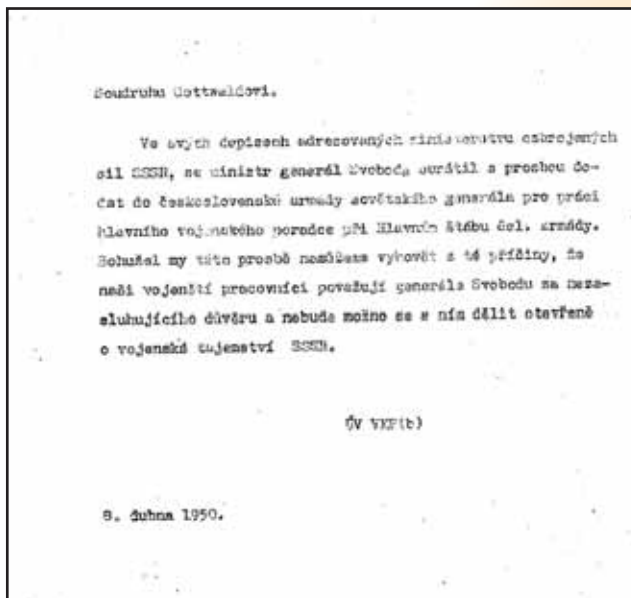 Soudruhu Gottwaldovi.
Ve svých dopisech adresovaných ministerstvu ozbrojených
sil SSSR, se ministr generál Svoboda obrátil s prosbou do-
dat do československé armády sovětského generála pro práci
hlavního vojenského poradce při Hlavním štábu čsl. armády.
Bohužel my této prosbě nemůžeme vyhovět z té příčiny, že
naši vojenští pracovníci považují generála Svobodu za neza-
sluhujícího důvěru a nebude možno se s ním dělit otevřeně
o vojenská tajemství SSSR.
ÚV VKP(b)
8. dubna 1950.